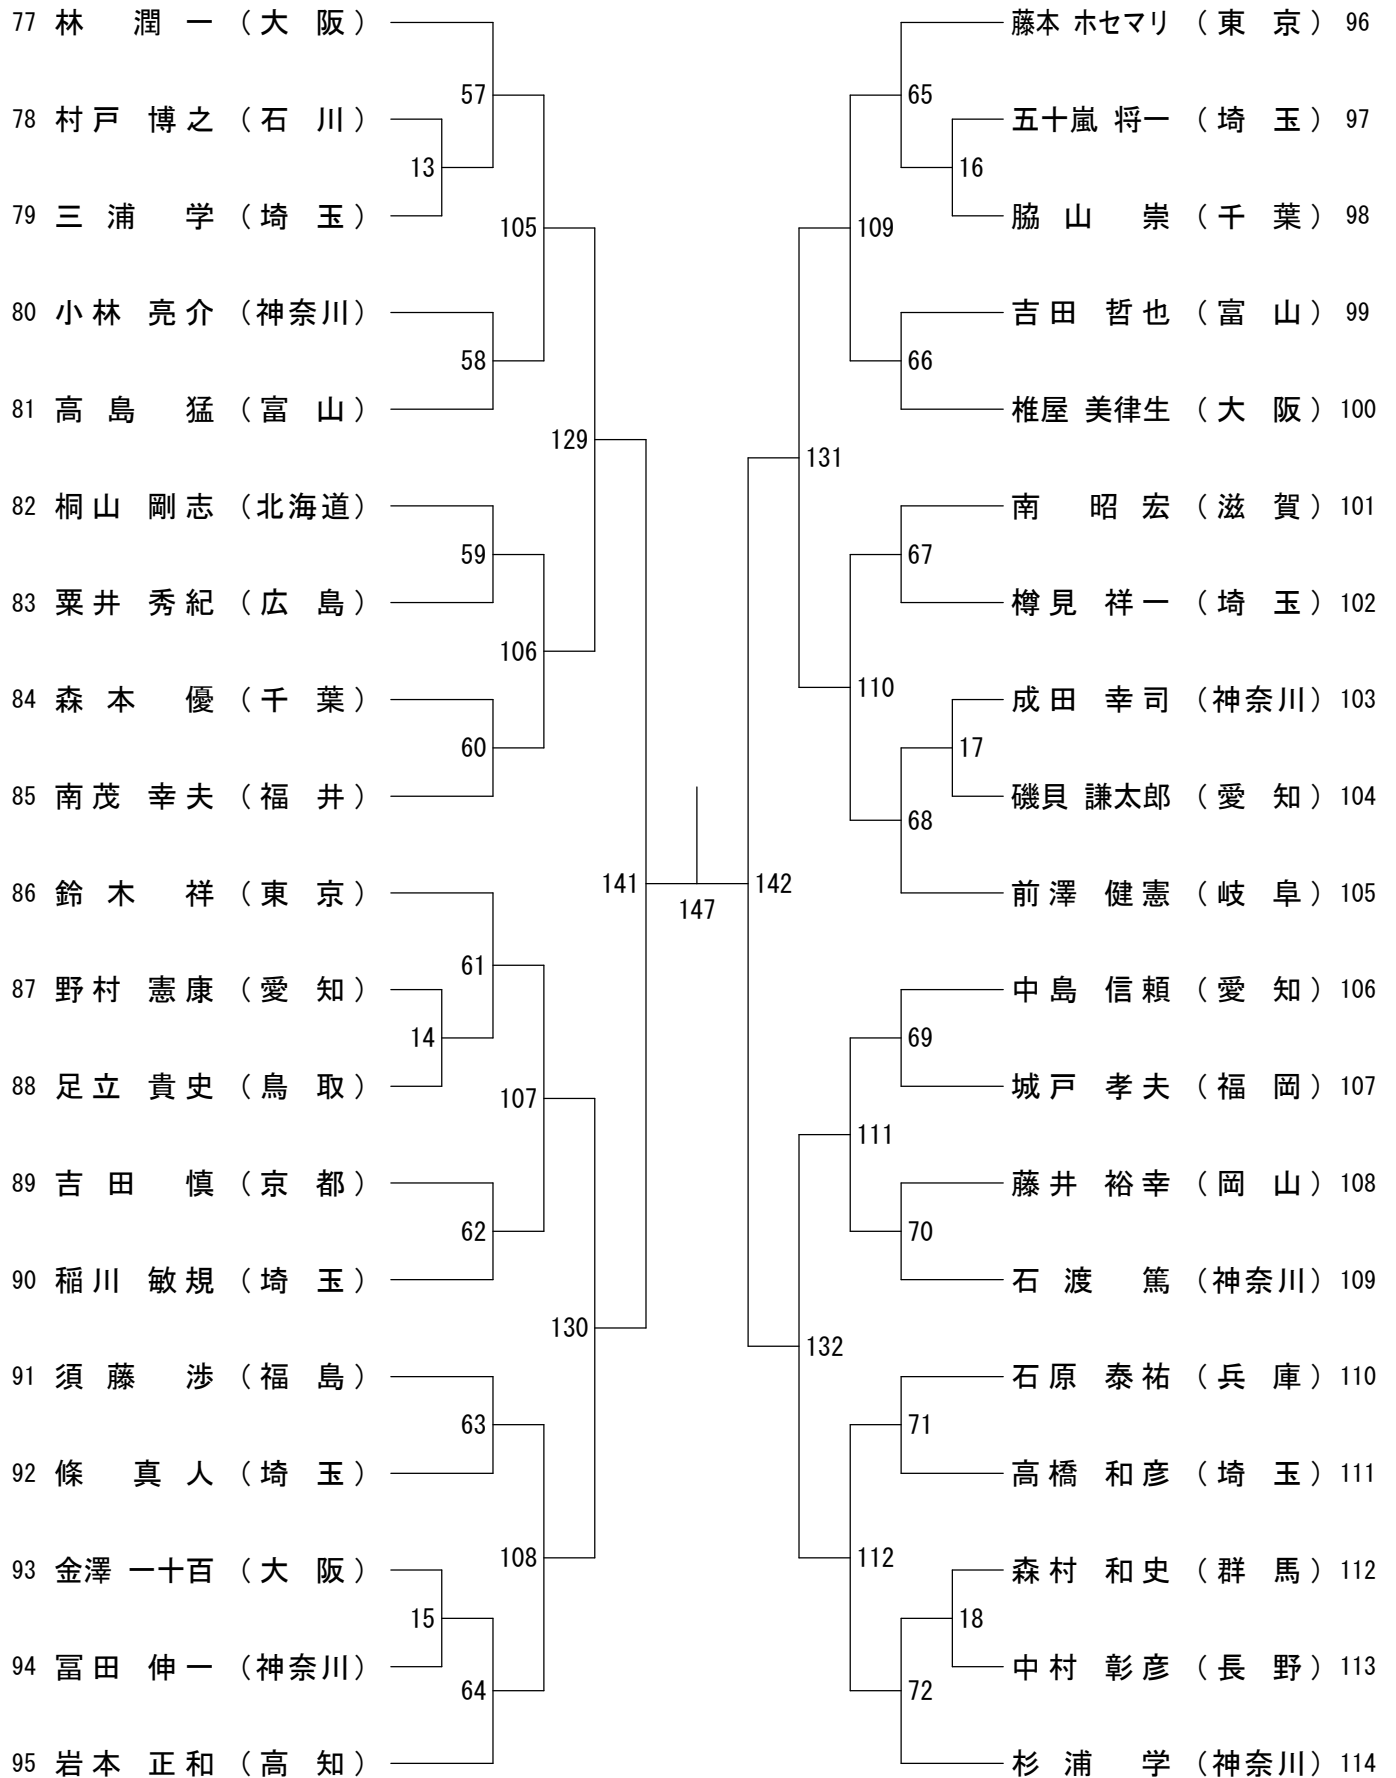 77 林 潤一 (大 阪)
57
78 村戸 博之 (石 川)
13
79 三浦 学 (埼 玉)
105
80 小林 亮介 (神奈川)
58
81 高島 猛 (富 山)
129
82 桐山 剛志 (北海道)
59
83 粟井 秀紀 (広 島)
106
84 森本 優 (千 葉)
60
85 南茂 幸夫 (福 井)
141
86 鈴木 祥 (東 京)
61
87 野村 憲康 (愛 知)
14
88 足立 貴史 (鳥 取)
107
89 吉田 慎 (京 都)
62
90 稲川 敏規 (埼 玉)
130
91 須藤 渉 (福 島)
63
92 條 真人 (埼 玉)
108
93 金澤 一十百 (大 阪)
15
94 冨田 伸一 (神奈川)
64
95 岩本 正和 (高 知)
147
藤本 ホセマリ (東 京) 96
65
五十嵐 将一 (埼 玉) 97
16
脇山 崇 (千 葉) 98
109
吉田 哲也 (富 山) 99
66
椎屋 美律生 (大 阪) 100
131
南 昭宏 (滋 賀) 101
67
樽見 祥一 (埼 玉) 102
110
成田 幸司 (神奈川) 103
17
磯貝 謙太郎 (愛 知) 104
68
142
前澤 健憲 (岐 阜) 105
中島 信頼 (愛 知) 106
69
城戸 孝夫 (福 岡) 107
111
藤井 裕幸 (岡 山) 108
70
石渡 篤 (神奈川) 109
132
石原 泰祐 (兵 庫) 110
71
高橋 和彦 (埼 玉) 111
112
森村 和史 (群 馬) 112
18
中村 彰彦 (長 野) 113
72
杉浦 学 (神奈川) 114